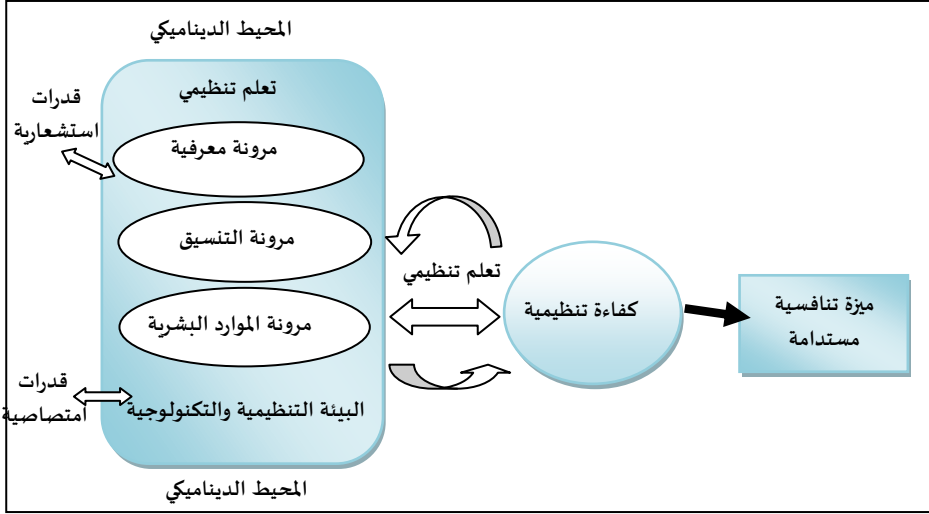 المحيط الديناميكي
تعلم تنظيمي
قدرات
استشعارية
مرونة معرفية
مرونة التنسيق
مرونة الموارد البشرية
قدرات
امتصاصية
البيئة التنظيمية والتكنولوجية
المحيط الديناميكي
تعلم تنظيمي
كفاءة تنظيمية
ميزة تنافسية
مستدامة